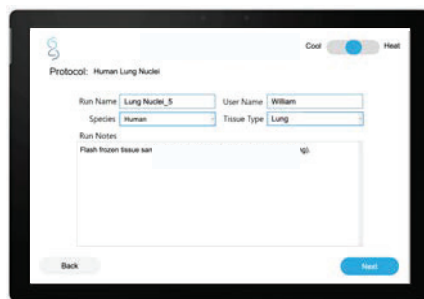 Cool Heat
Protocol: Human Lung Nuclei
Run Name Lung Nuclei_5 User Name William
Species Human Tissue Type Lung
Run Notes
Flash frozen tissue
Back Next